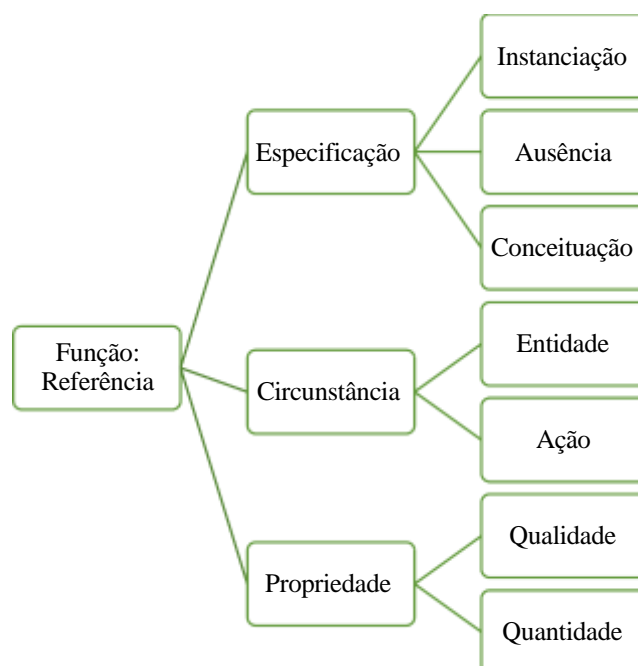 Função:
Referência
Especificação
Instanciação
Ausência
Conceituação
Circunstância
Entidade
Ação
Propriedade
Qualidade
Quantidade